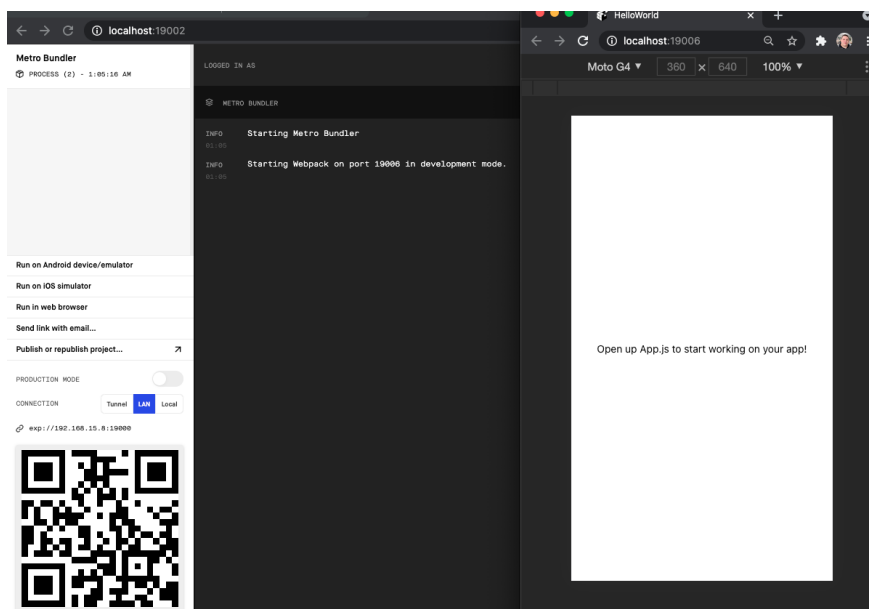 localhost:19002
Metro Bundler
PROCESS (2) - 1:05:16 AM
Run on Android device/emulator
Run on iOS simulator
Run in web browser
Send link with email...
Publish or republish project...
PRODUCTION MODE
CONNECTION
Tunnel LAN Local
exp://192.168.15.8:19000
LOGGED IN AS
METRO BUNDLER
INFO Starting Metro Bundler
01:05
INFO Starting Webpack on port 19006 in development mode.
01:05
HelloWorld
localhost:19006
Moto G4 ▼ 360 x 640 100% ▼
Open up App.js to start working on your app!